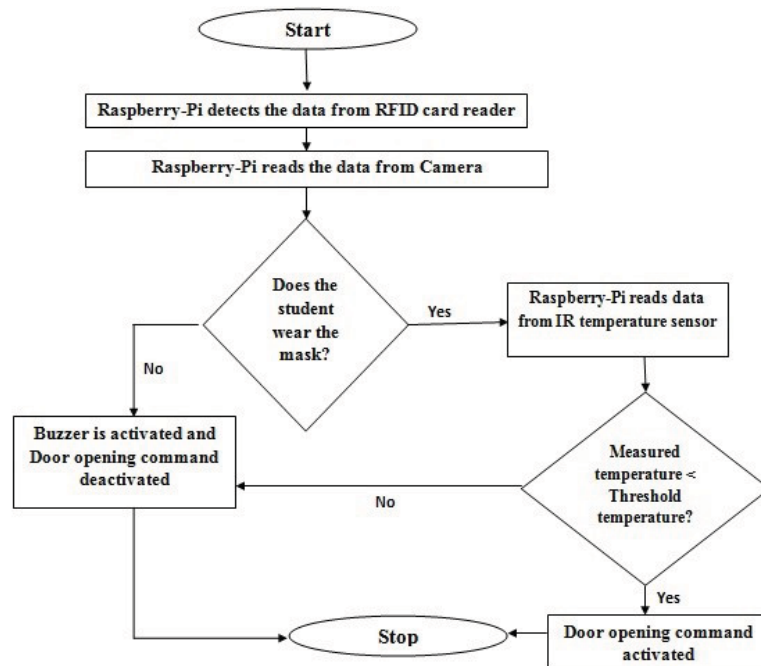 Start
Raspberry-Pi detects the data from RFID card reader
Raspberry-Pi reads the data from Camera
Does the
student
wear the
mask?
Yes
Raspberry-Pi reads data
from IR temperature sensor
No
Buzzer is activated and
Door opening command
deactivated
Measured
temperature <
Threshold
temperature?
No
Yes
Stop
Door opening command
activated